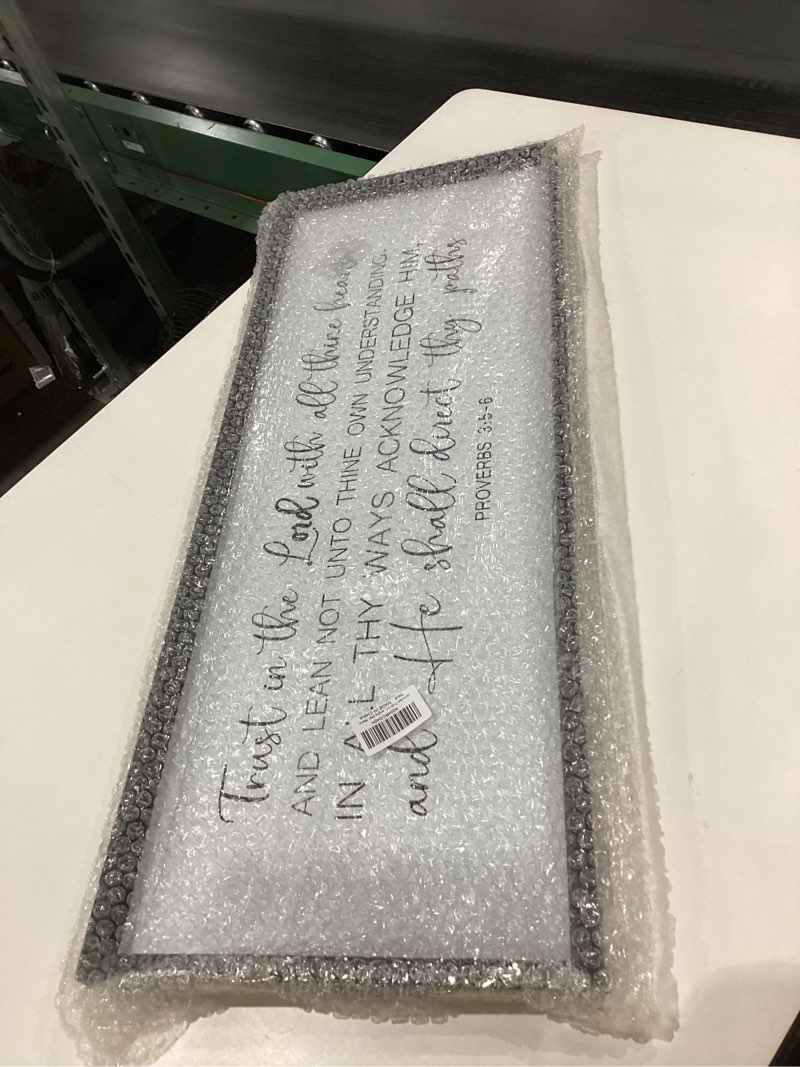 Trust in the Lord with all thine heart
AND LEAN NOT UNTO THINE OWN UNDERSTANDING.
IN ALL THY WAYS ACKNOWLEDGE HIM,
and He shall direct thy paths
PROVERBS 3:5-6